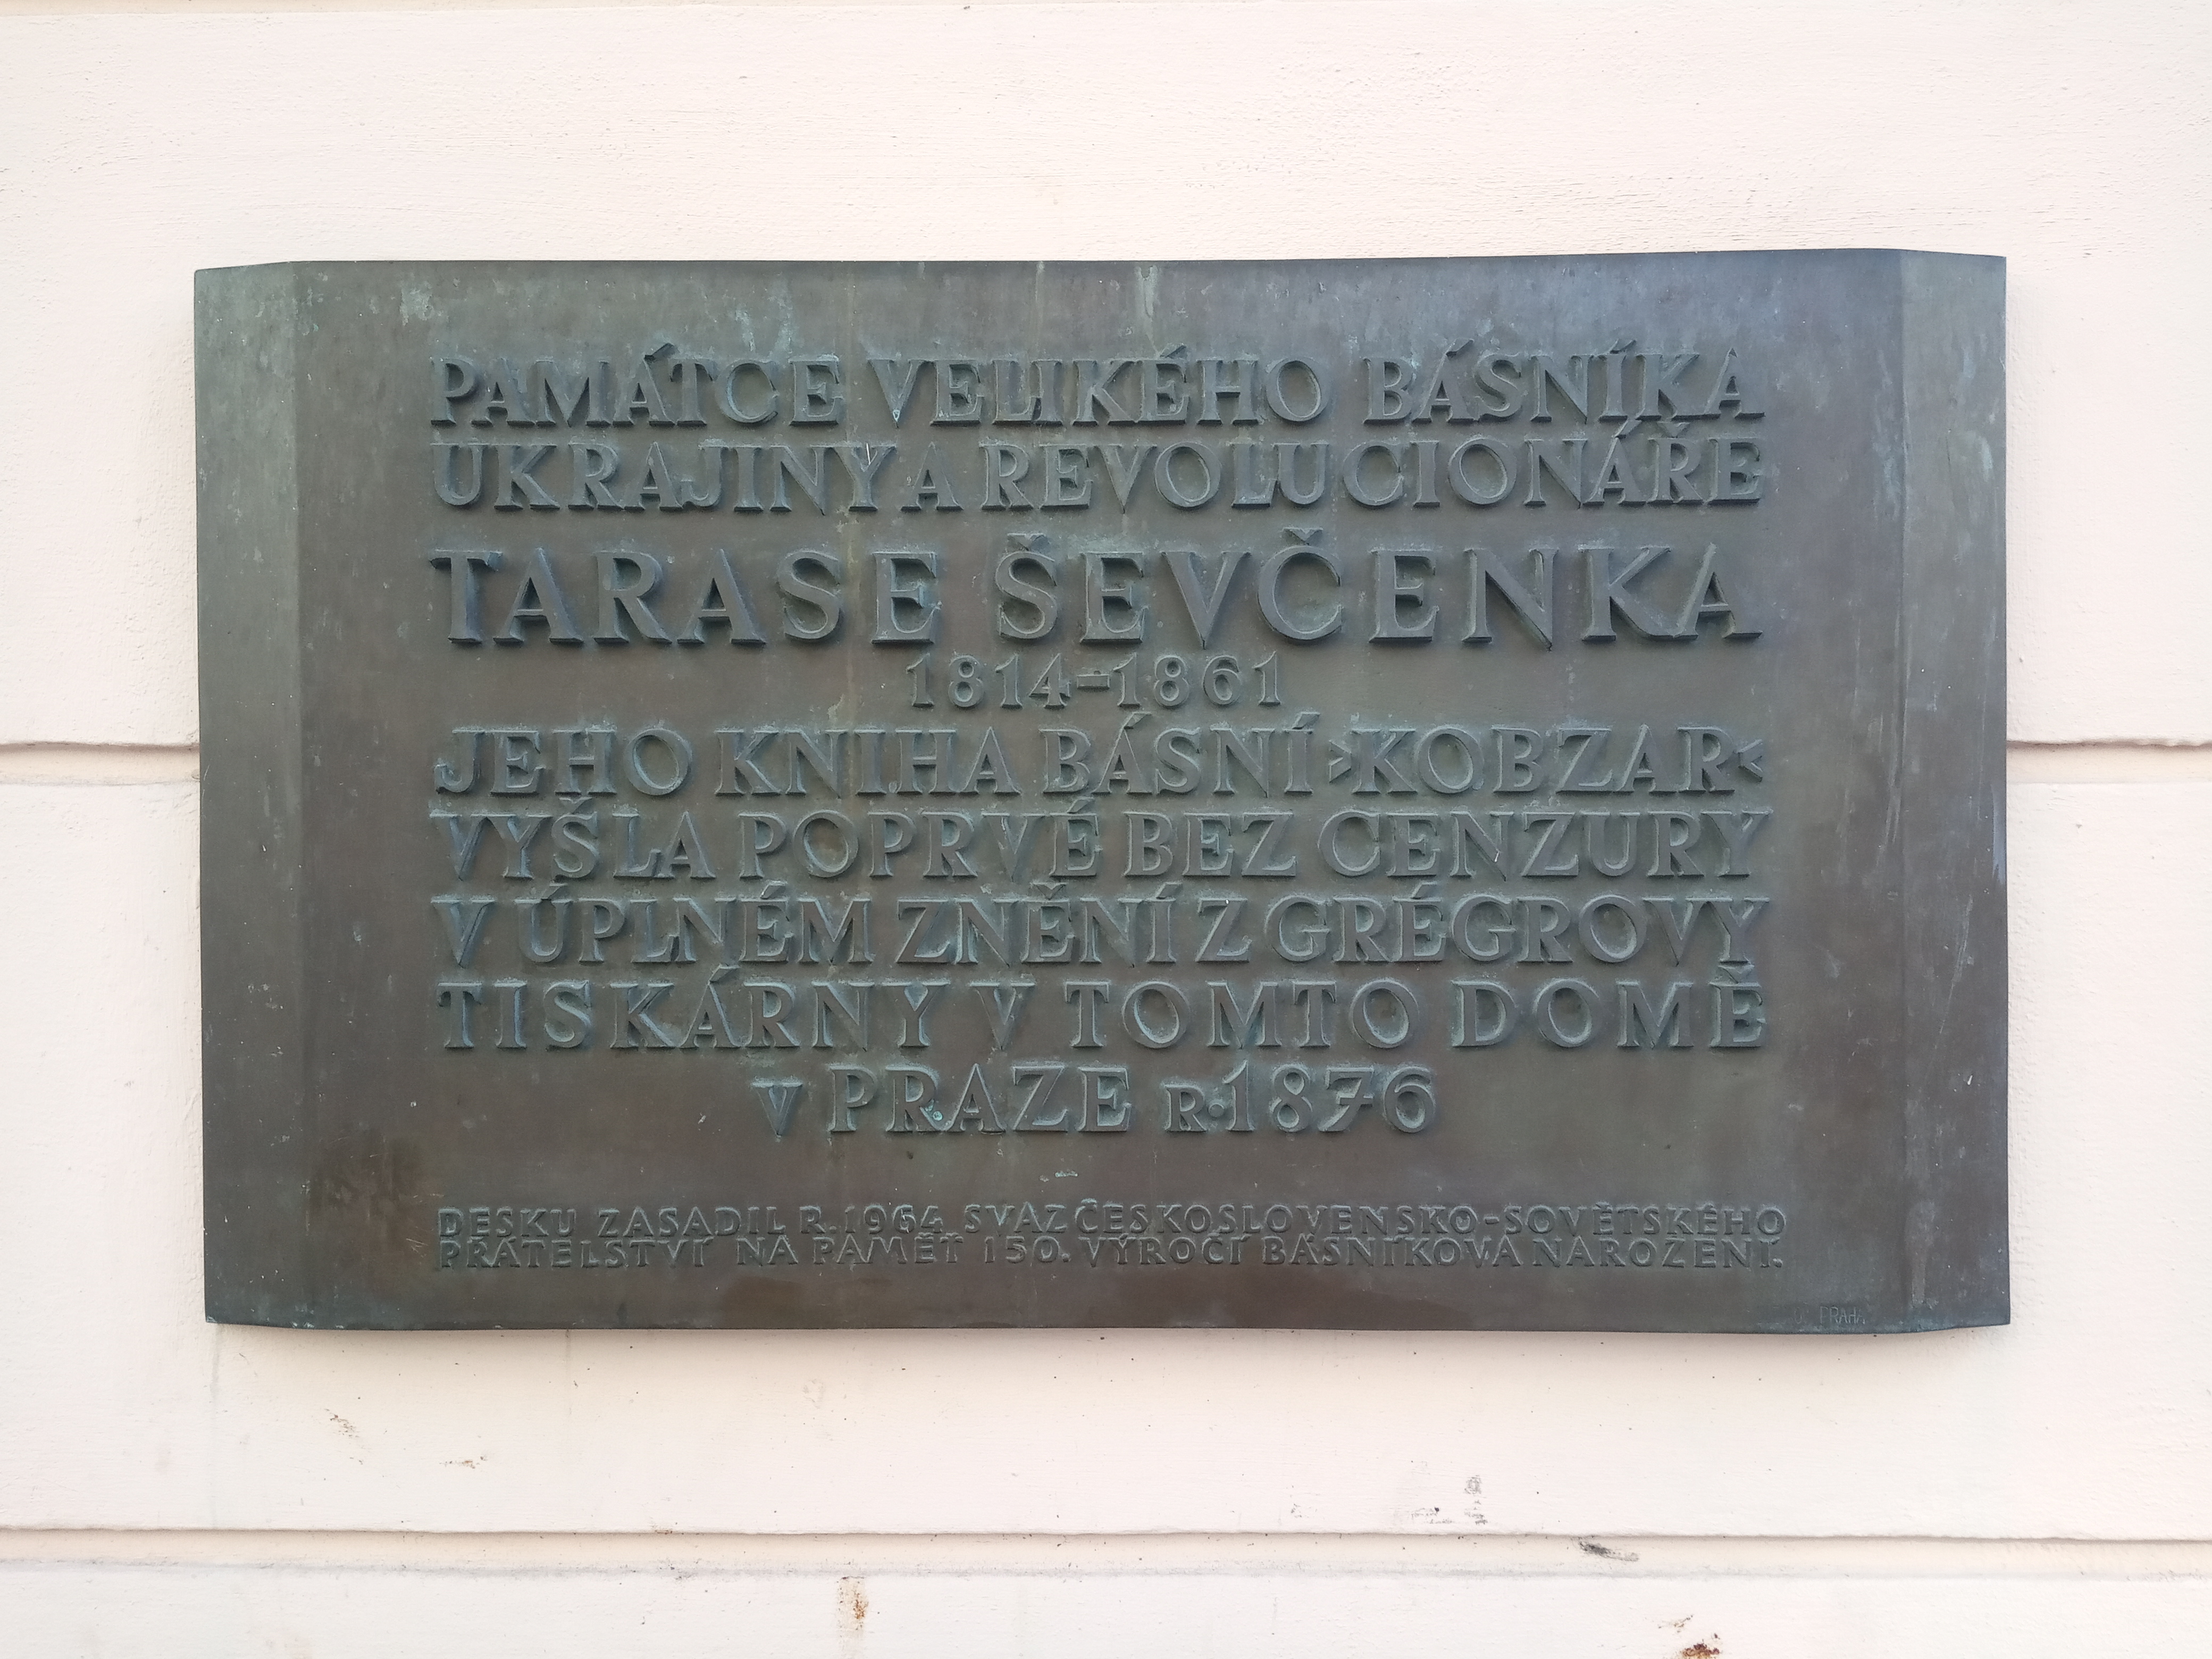 PAMÁTCE VELIKÉHO BÁSNÍKA
UKRAJINY A REVOLUCIONÁŘE
TARASE ŠEVČENKA
1814-1861
JEHO KNIHA BÁSNÍ >KOBZAR<
VYŠLA POPRVÉ BEZ CENZURY
V ÚPLNÉM ZNĚNÍ Z GRÉGROVY
TISKÁRNY V TOMTO DOMĚ
V PRAZE R.1876
DESKU ZASADIL R.1964 SVAZ ČESKOSLOVENSKO-SOVĚTSKÉHO
PŘÁTELSTVÍ NA PAMĚŤ 150. VÝROČÍ BÁSNÍKOVA NAROZENÍ.
PRAHA